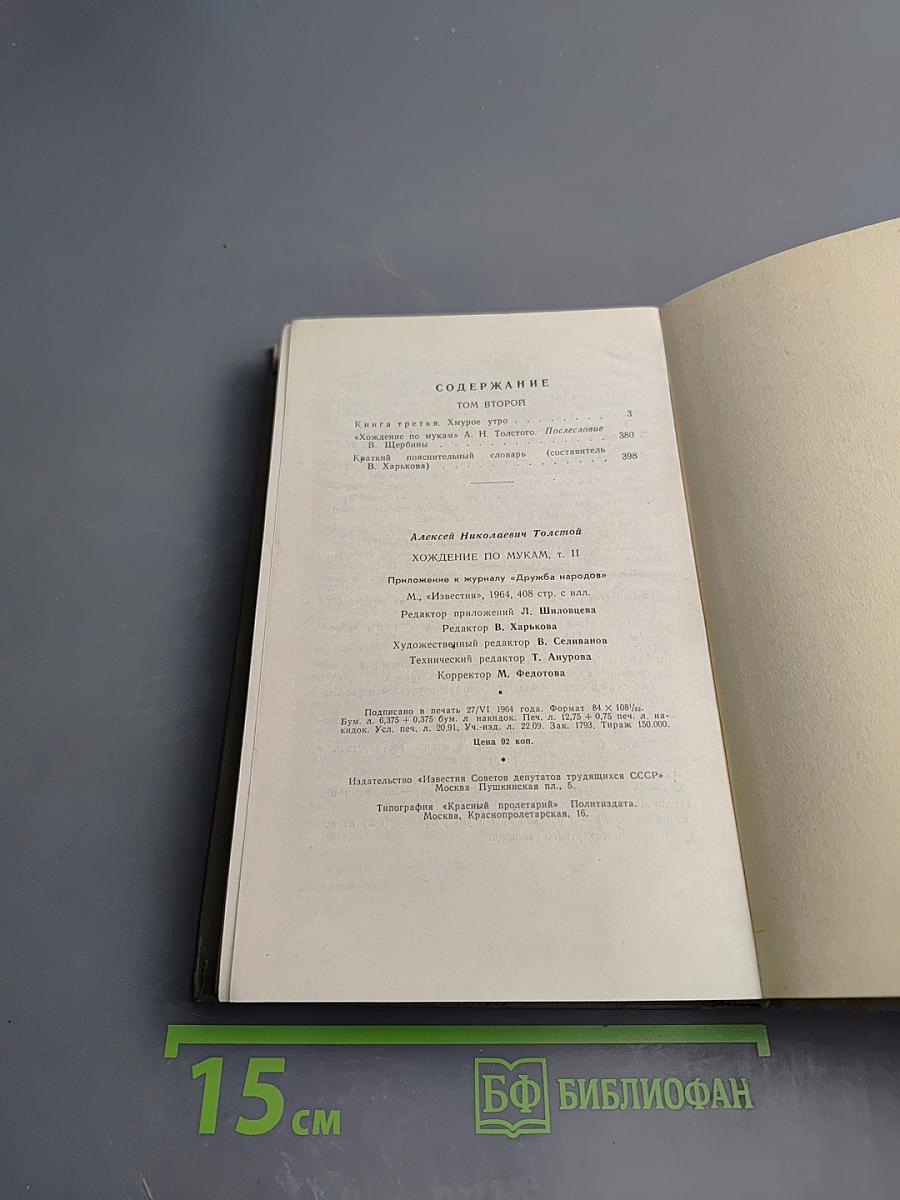 СОДЕРЖАНИЕ
ТОМ ВТОРОЙ
Книга третья. Хмурое утро . . . . . . . . 3
«Хождение по мукам» А. Н. Толстого. Послесловие
В. Щербины . . . . . . . . . . . . . . 380
Краткий пояснительный словарь (составитель
В. Харькова) . . . . . . . . . . . . . 398
Алексей Николаевич Толстой
ХОЖДЕНИЕ ПО МУКАМ, т. II
Приложение к журналу «Дружба народов»
М., «Известия», 1964, 408 стр. с илл.
Редактор приложений Л. Шиловцева
Редактор В. Харькова
Художественный редактор В. Селиванов
Технический редактор Т. Анурова
Корректор М. Федотова
Подписано в печать 27/VI 1964 года. Формат 84 × 108 1/32.
Бум. л. 6,375 + 0,375 бум. л накидок. Печ. л. 12,75 + 0,75 печ. л. на-
кидок. Усл. печ. л. 20,91. Уч.-изд. л. 22,09. Зак. 1793. Тираж 150.000.
Цена 92 коп.
Издательство «Известия Советов депутатов трудящихся СССР»
Москва Пушкинская пл., 5.
Типография «Красный пролетарий» Политиздата.
Москва, Краснопролетарская, 16.
15 см
БФ БИБЛИОФАН